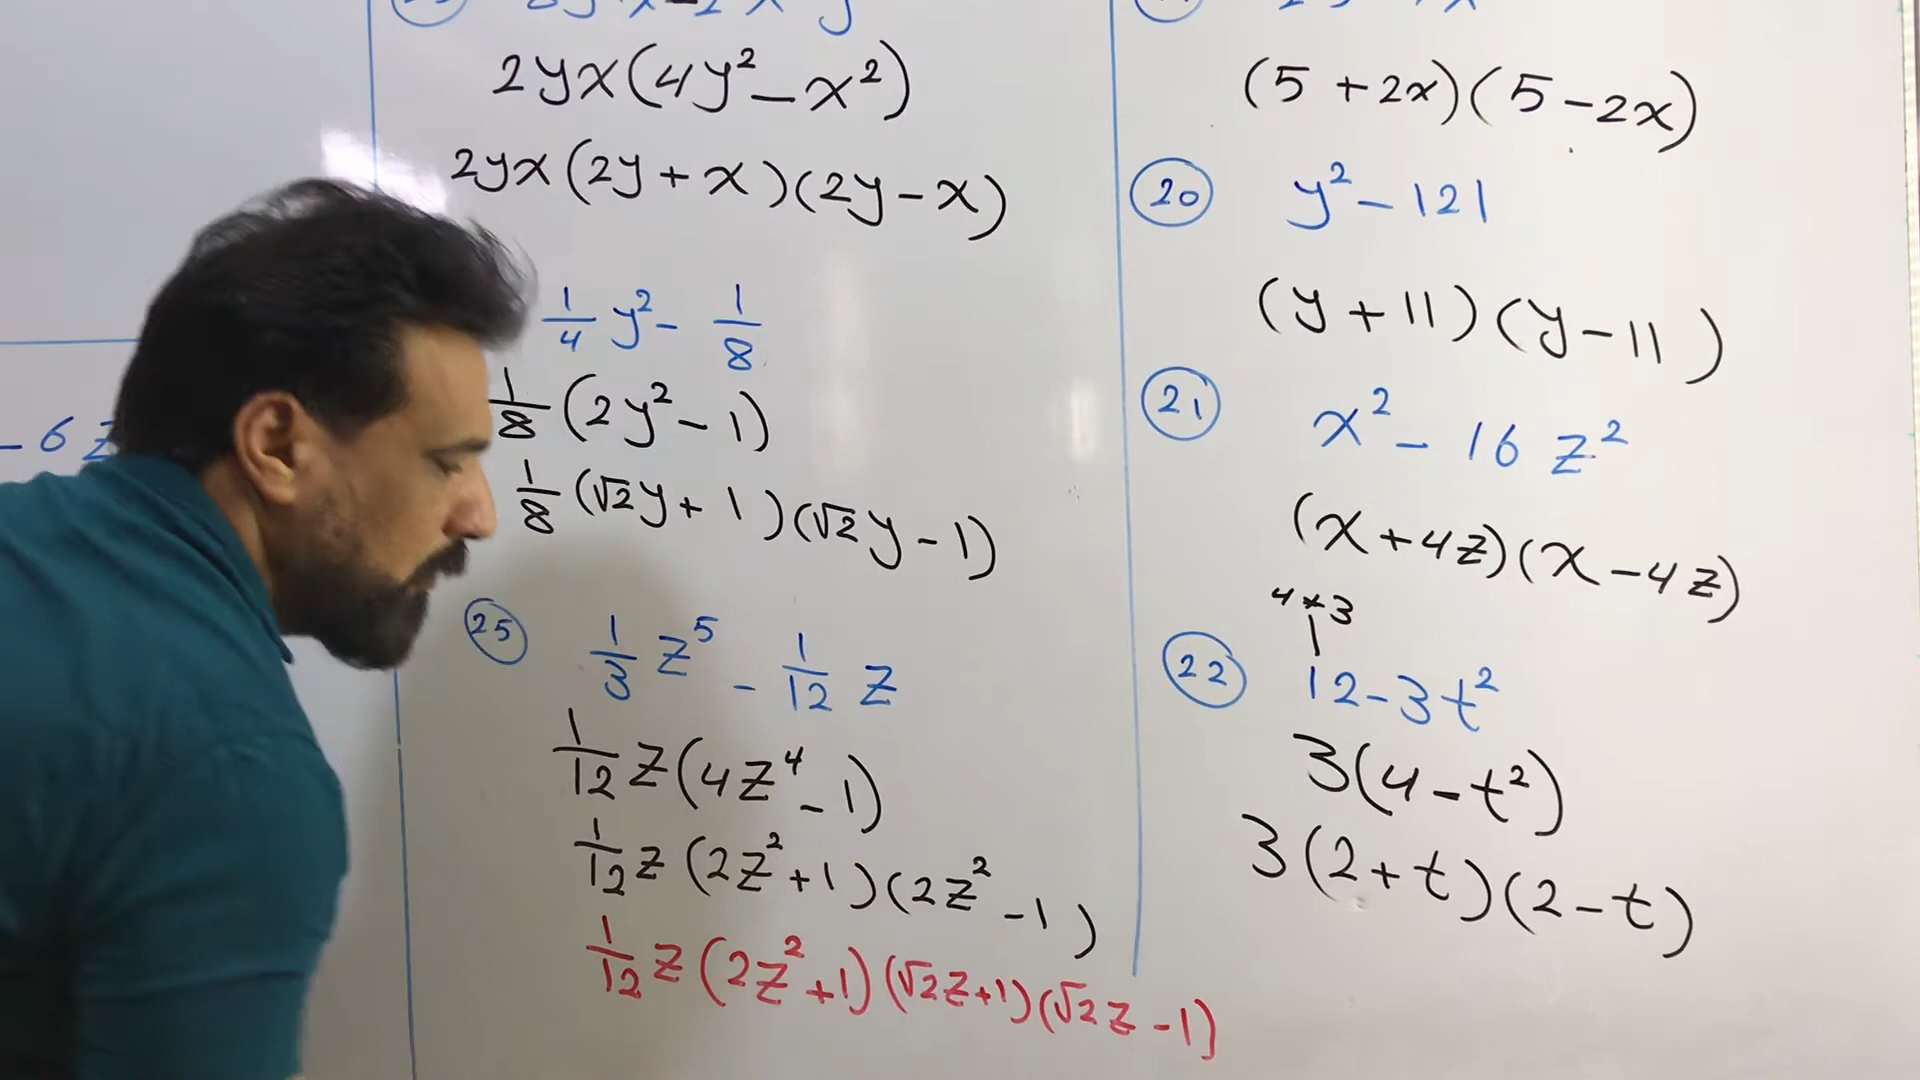 2yx(4y² - x²)
2yx(2y + x)(2y - x)
1/4 y² - 1/8
1/8 (2y² - 1)
1/8 (√2y + 1)(√2y - 1)
- 6
25 1/3 z⁵ - 1/12 z
1/12 z(4z⁴ - 1)
1/12 z (2z² + 1)(2z² - 1)
1/12 z (2z² + 1)(√2z + 1)(√2z - 1)
(5 + 2x)(5 - 2x)
20 y² - 121
(y + 11)(y - 11)
21 x² - 16 z²
(x + 4z)(x - 4z)
4 * 3
22 12 - 3t²
3(4 - t²)
3(2 + t)(2 - t)